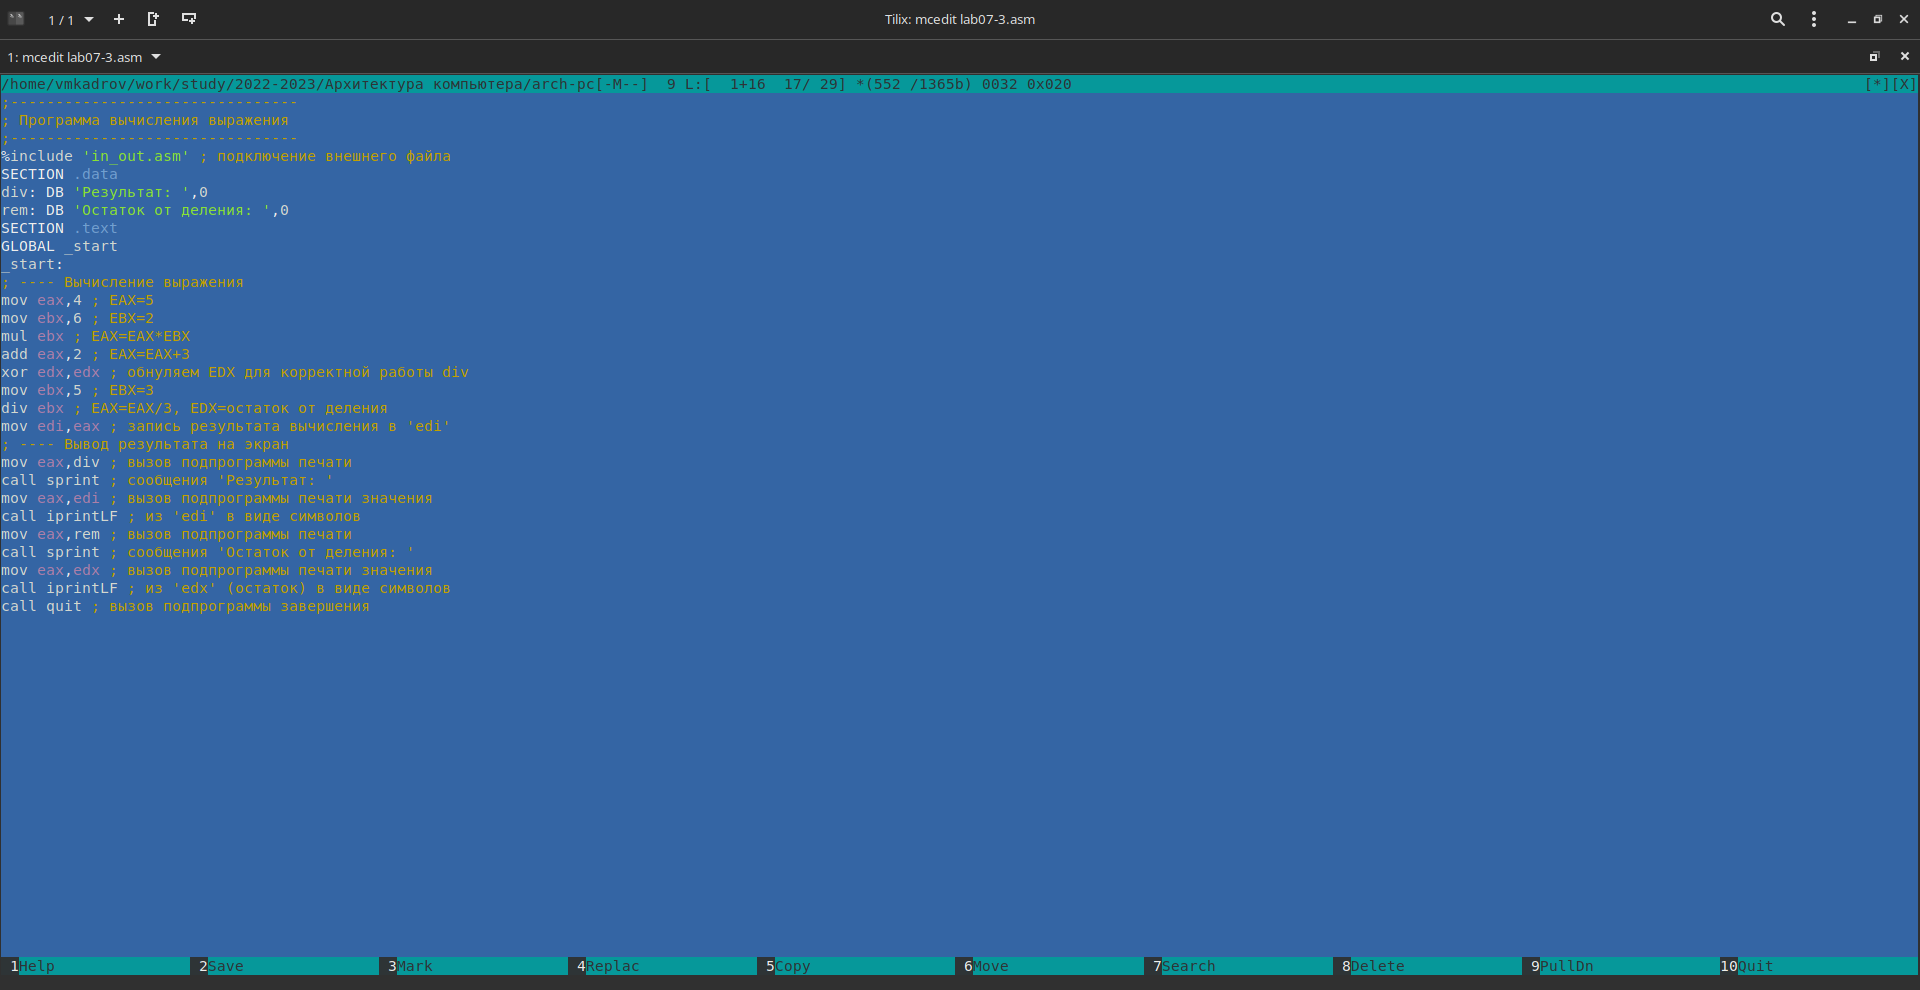 1 / 1
Tilix: mcedit lab07-3.asm
1: mcedit lab07-3.asm
/home/vmkadrov/work/study/2022-2023/Архитектура компьютера/arch-pc[-M--]  9 L:[  1+16  17/ 29] *(552 /1365b) 0032 0x020 [*][X]
;--------------------------------
; Программа вычисления выражения
;--------------------------------
%include 'in_out.asm' ; подключение внешнего файла
SECTION .data
div: DB 'Результат: ',0
rem: DB 'Остаток от деления: ',0
SECTION .text
GLOBAL _start
_start:
; ---- Вычисление выражения
mov eax,4 ; EAX=5
mov ebx,6 ; EBX=2
mul ebx ; EAX=EAX*EBX
add eax,2 ; EAX=EAX+3
xor edx,edx ; обнуляем EDX для корректной работы div
mov ebx,5 ; EBX=3
div ebx ; EAX=EAX/3, EDX=остаток от деления
mov edi,eax ; запись результата вычисления в 'edi'
; ---- Вывод результата на экран
mov eax,div ; вызов подпрограммы печати
call sprint ; сообщения 'Результат: '
mov eax,edi ; вызов подпрограммы печати значения
call iprintLF ; из 'edi' в виде символов
mov eax,rem ; вызов подпрограммы печати
call sprint ; сообщения 'Остаток от деления: '
mov eax,edx ; вызов подпрограммы печати значения
call iprintLF ; из 'edx' (остаток) в виде символов
call quit ; вызов подпрограммы завершения
1Help 2Save 3Mark 4Replac 5Copy 6Move 7Search 8Delete 9PullDn 10Quit